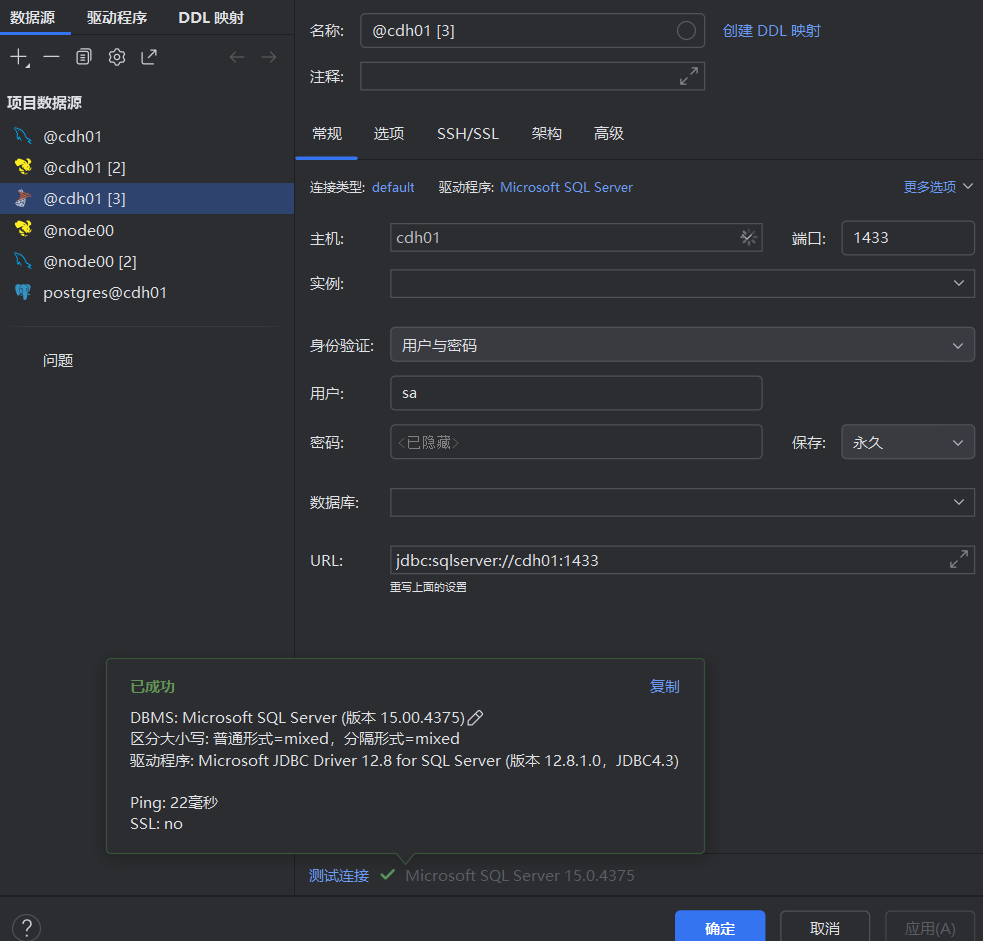 数据源 驱动程序 DDL 映射
项目数据源
@cdh01
@cdh01 [2]
@cdh01 [3]
@node00
@node00 [2]
postgres@cdh01
问题
名称: @cdh01 [3] 创建 DDL 映射
注释:
常规 选项 SSH/SSL 架构 高级
连接类型: default 驱动程序: Microsoft SQL Server 更多选项
主机: cdh01 端口: 1433
实例:
身份验证: 用户与密码
用户: sa
密码: <已隐藏> 保存: 永久
数据库:
URL: jdbc:sqlserver://cdh01:1433
重写上面的设置
已成功 复制
DBMS: Microsoft SQL Server (版本 15.00.4375)
区分大小写: 普通形式=mixed，分隔形式=mixed
驱动程序: Microsoft JDBC Driver 12.8 for SQL Server (版本 12.8.1.0，JDBC4.3)
Ping: 22毫秒
SSL: no
测试连接 Microsoft SQL Server 15.0.4375
? 确定 取消 应用(A)